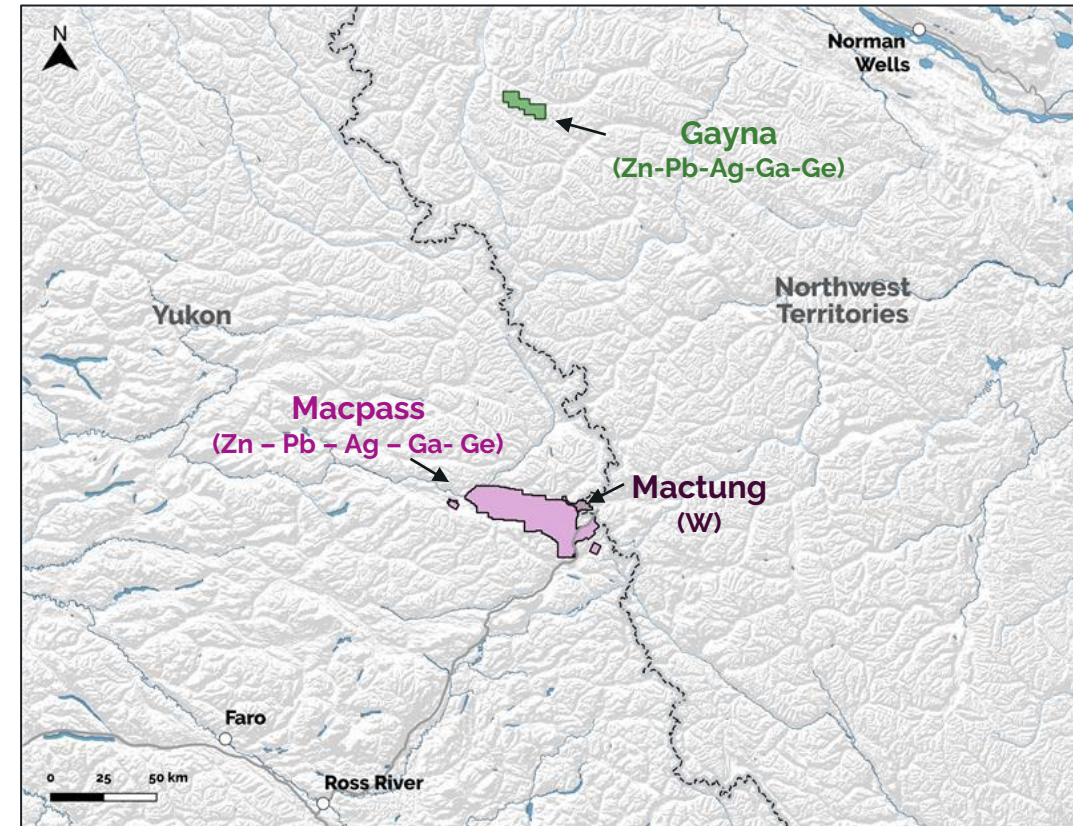 N
Norman
Wells
Gayna
(Zn-Pb-Ag-Ga-Ge)
Northwest
Territories
Yukon
Macpass
(Zn – Pb – Ag – Ga- Ge)
Mactung
(W)
Faro
0 25 50 km
Ross River